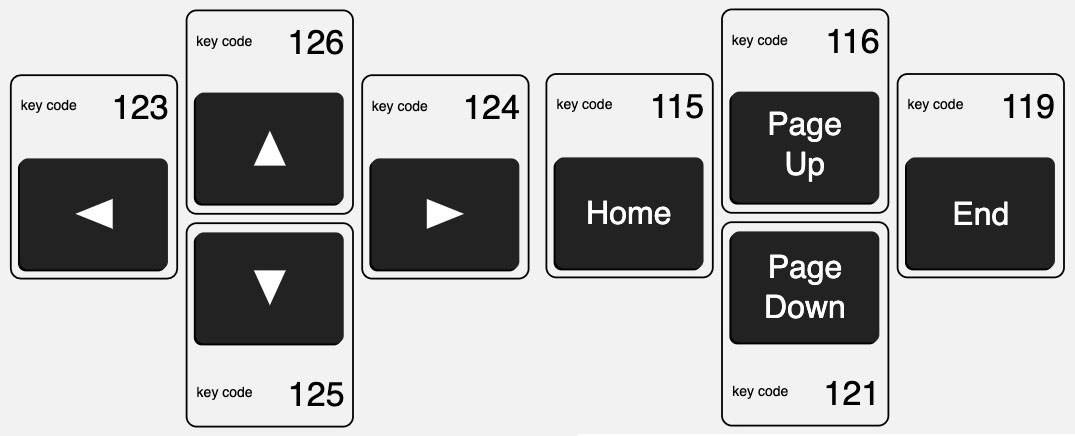 key code 126
key code 123
◀
▲
key code 124
▶
▼
key code 125
key code 115
Home
key code 116
Page
Up
key code 119
End
Page
Down
key code 121